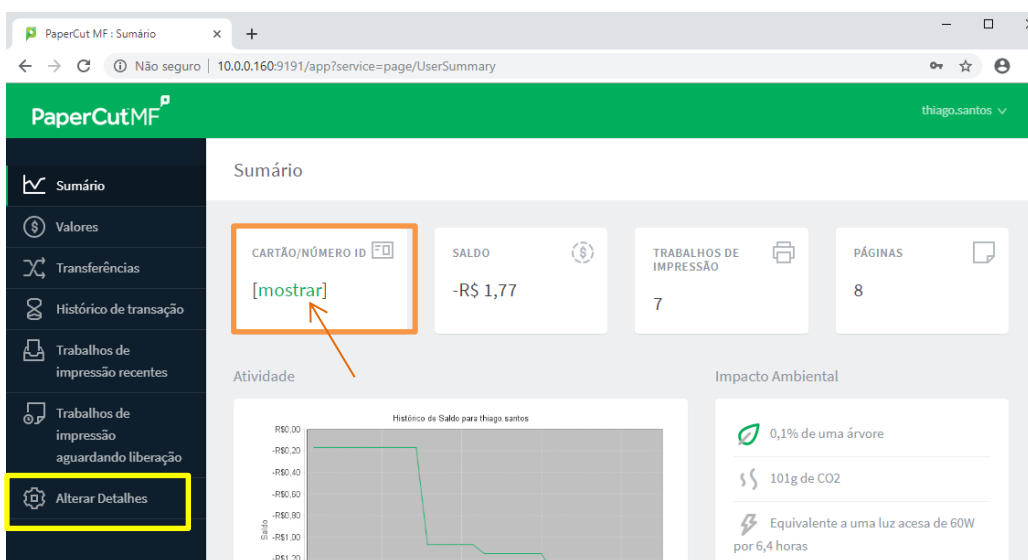 PaperCut MF : Sumário
Não seguro | 10.0.0.160:9191/app?service=page/UserSummary
PaperCutMF
thiago.santos
Sumário
Valores
Transferências
Histórico de transação
Trabalhos de
impressão recentes
Trabalhos de
impressão
aguardando liberação
Alterar Detalhes
Sumário
CARTÃO/NÚMERO ID
[mostrar]
SALDO
-R$ 1,77
TRABALHOS DE
IMPRESSÃO
7
PÁGINAS
8
Atividade
Histórico de Saldo para thiago.santos
R$0,00
-R$0,20
-R$0,40
-R$0,60
-R$0,80
-R$1,00
-R$1,20
Saldo
Impacto Ambiental
0,1% de uma árvore
101g de CO2
Equivalente a uma luz acesa de 60W
por 6,4 horas